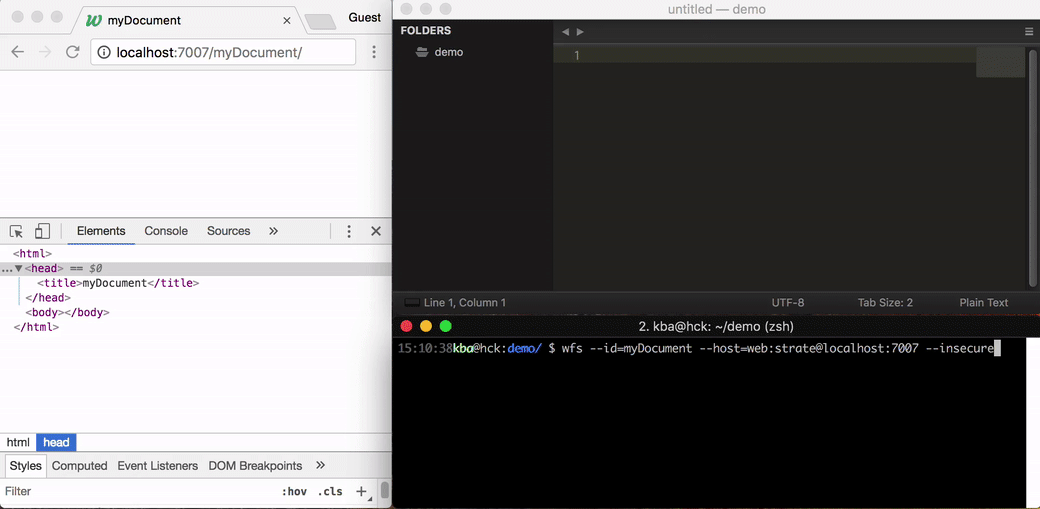 myDocument
Guest
localhost:7007/myDocument/
Elements Console Sources »
<html>
...▼<head> == $0
<title>myDocument</title>
</head>
<body></body>
</html>
html head
Styles Computed Event Listeners DOM Breakpoints »
Filter :hov .cls +
untitled — demo
FOLDERS
demo
1
Line 1, Column 1 UTF-8 Tab Size: 2 Plain Text
2. kba@hck: ~/demo (zsh)
15:10:38kba@hck:demo/ $ wfs --id=myDocument --host=web:strate@localhost:7007 --insecure